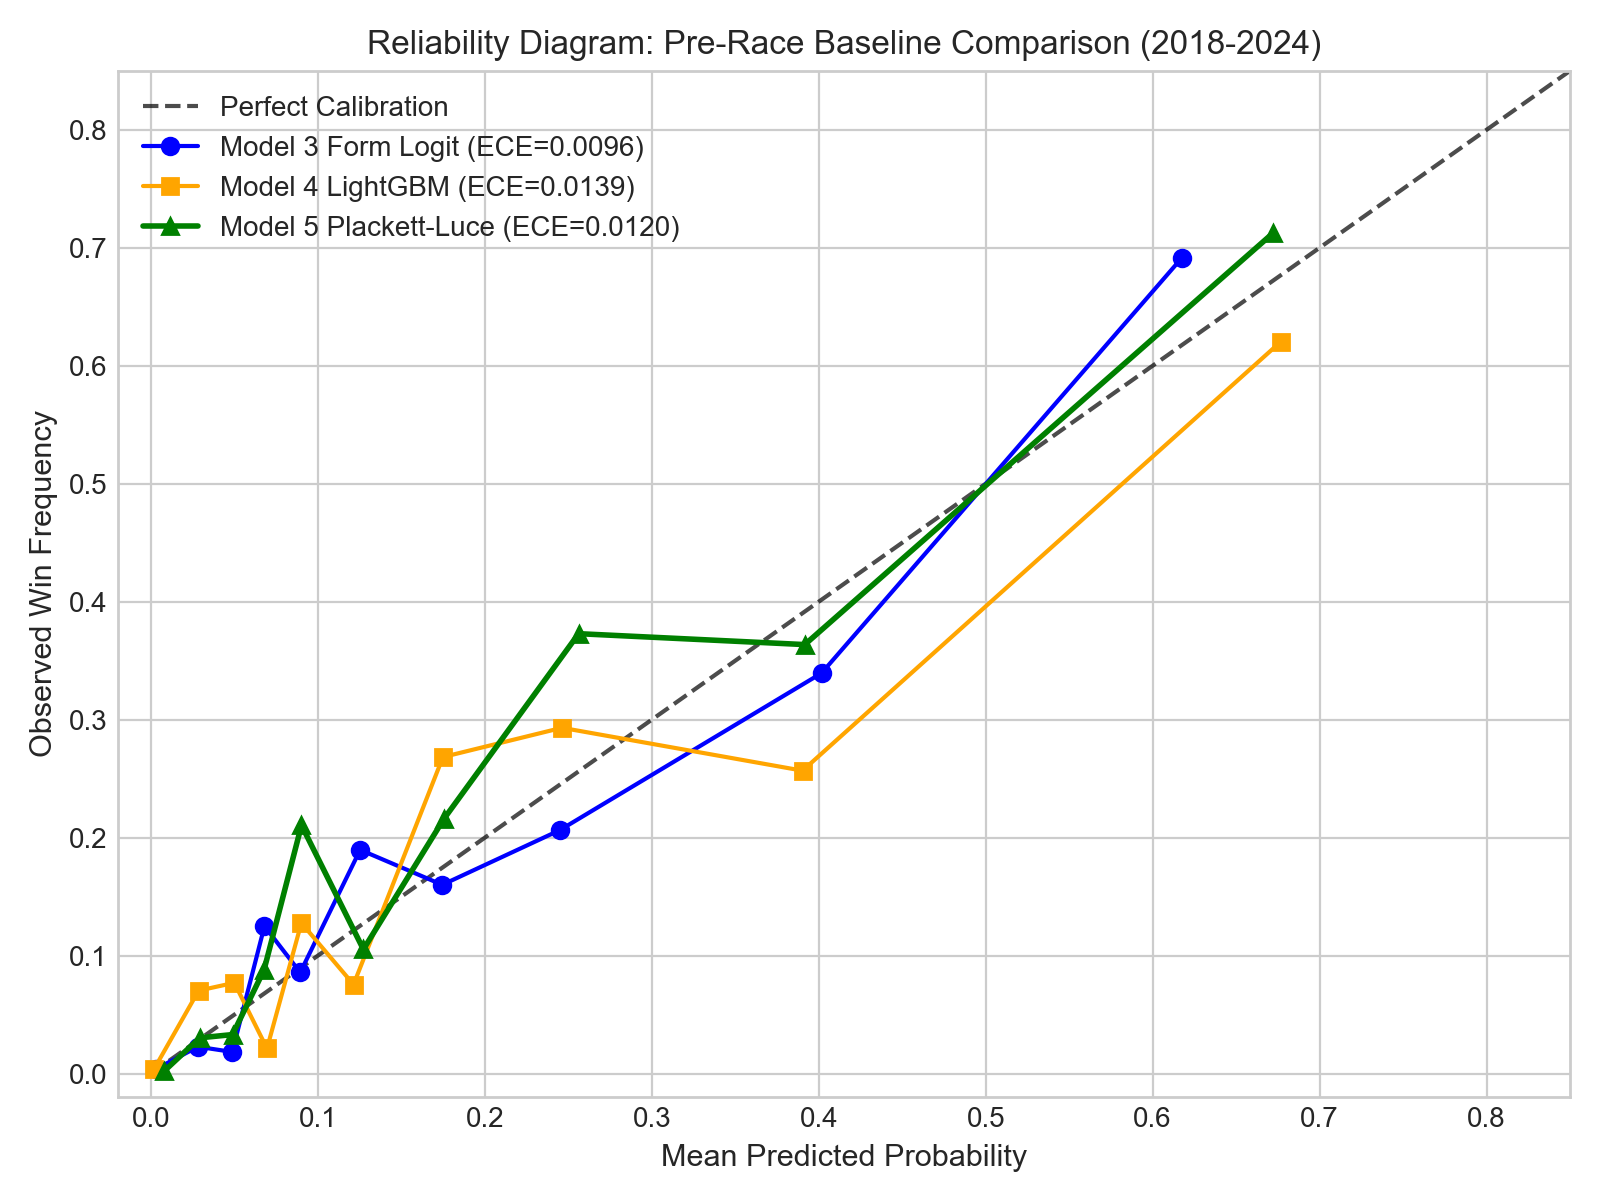 Reliability Diagram: Pre-Race Baseline Comparison (2018-2024)
Perfect Calibration
Model 3 Form Logit (ECE=0.0096)
Model 4 LightGBM (ECE=0.0139)
Model 5 Plackett-Luce (ECE=0.0120)
Observed Win Frequency
0.8
0.7
0.6
0.5
0.4
0.3
0.2
0.1
0.0
0.0 0.1 0.2 0.3 0.4 0.5 0.6 0.7 0.8
Mean Predicted Probability